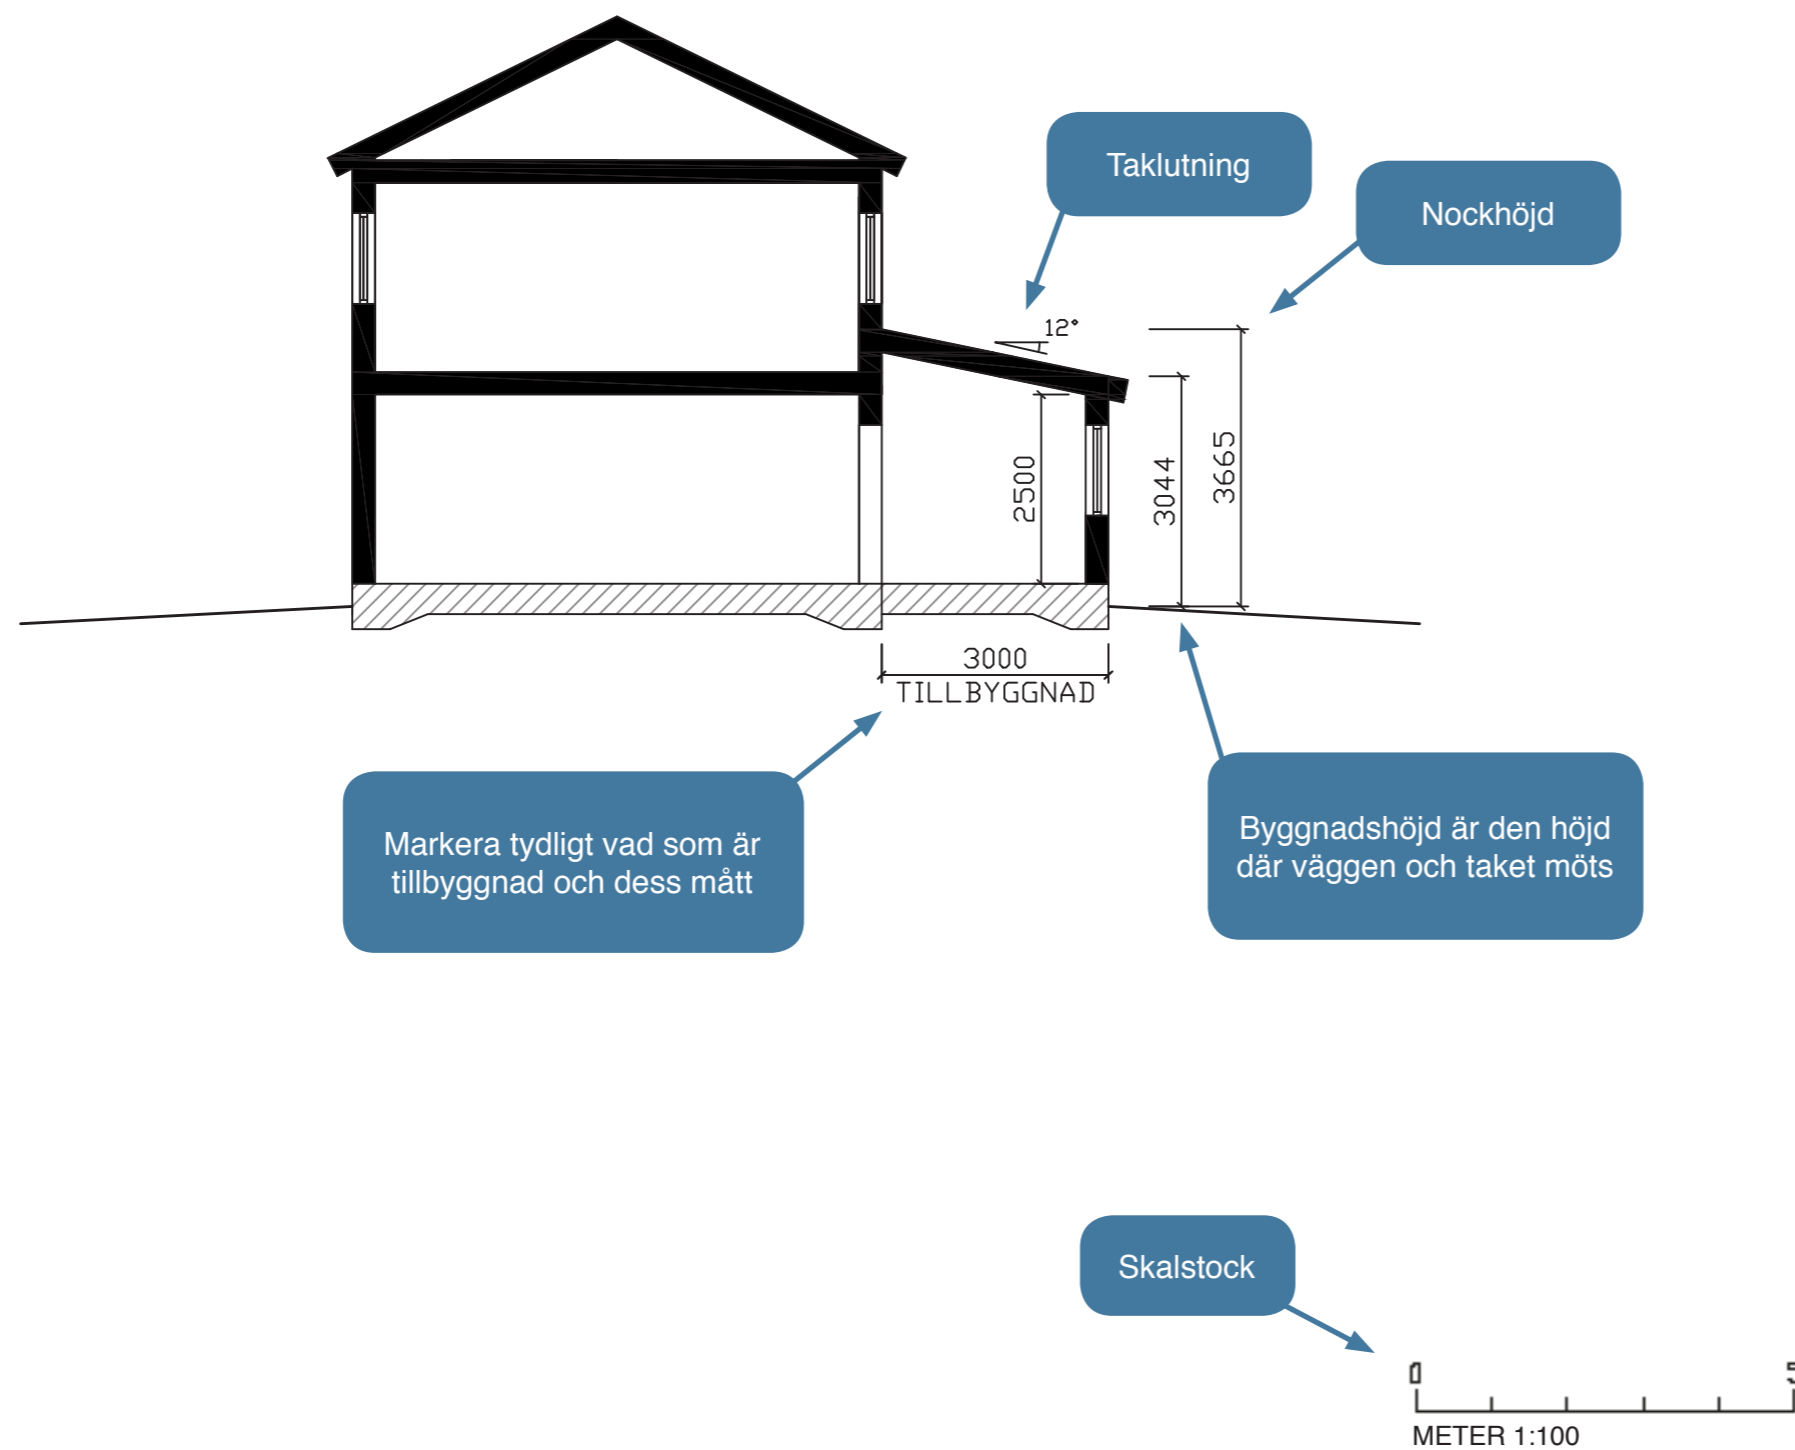 Taklutning
Nockhöjd
12°
2500
3044
3665
3000
TILLBYGGNAD
Markera tydligt vad som är
tillbyggnad och dess mått
Byggnadshöjd är den höjd
där väggen och taket möts
Skalstock
0 5
METER 1:100